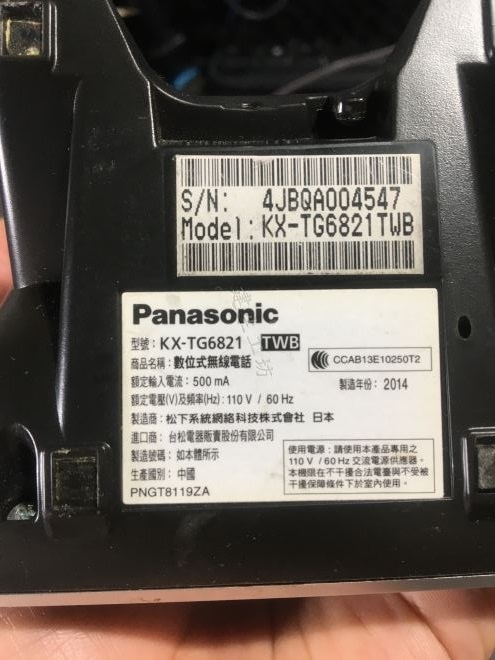 S/N: 4JBQA004547
Model: KX-TG6821TWB
Panasonic
型號: KX-TG6821 TWB
商品名稱: 數位式無線電話
CCAB13E10250T2
額定輸入電流: 500 mA
製造年份: 2014
額定電壓(V)及頻率(Hz): 110 V / 60 Hz
製造商: 松下系統網絡科技株式會社 日本
進口商: 台松電器販賣股份有限公司
製造號碼: 如本體所示
生產國別: 中國
PNGT8119ZA
使用電源: 請使用本產品專用之
110 V / 60 Hz 交流電源供應器。
本機限在不干擾合法電臺與不受被
干擾保障條件下於室內使用。